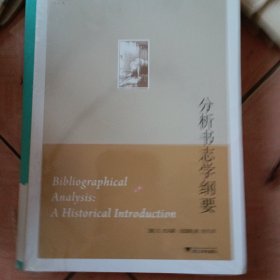 分析书志学纲要
Bibliographical
Analysis:
A Historical Introduction